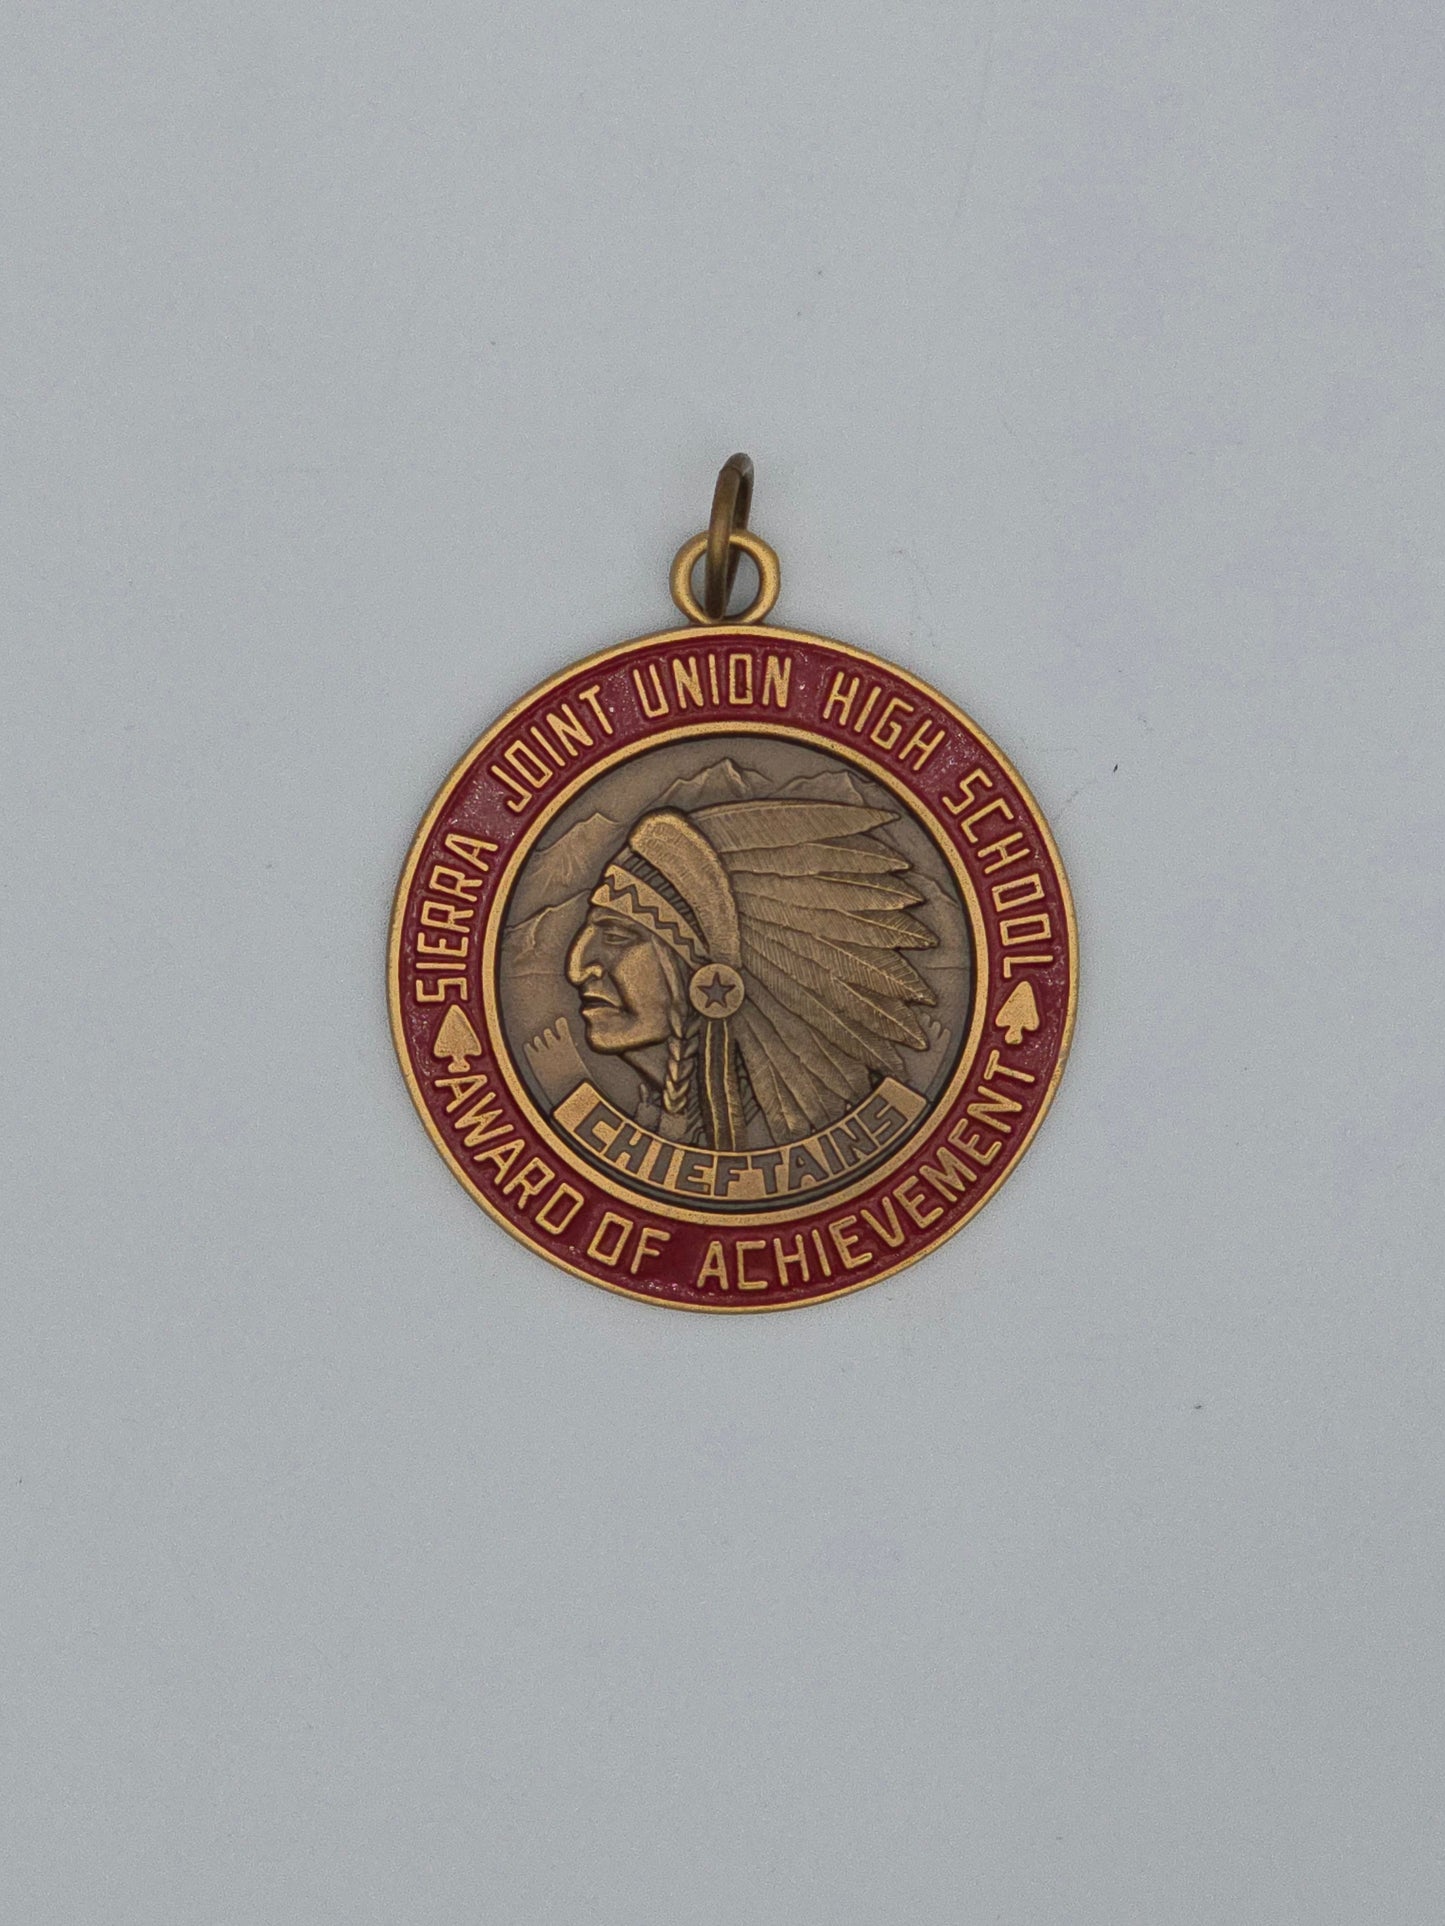 SIERRA JOINT UNION HIGH SCHOOL
CHIEFTAINS
AWARD OF ACHIEVEMENT